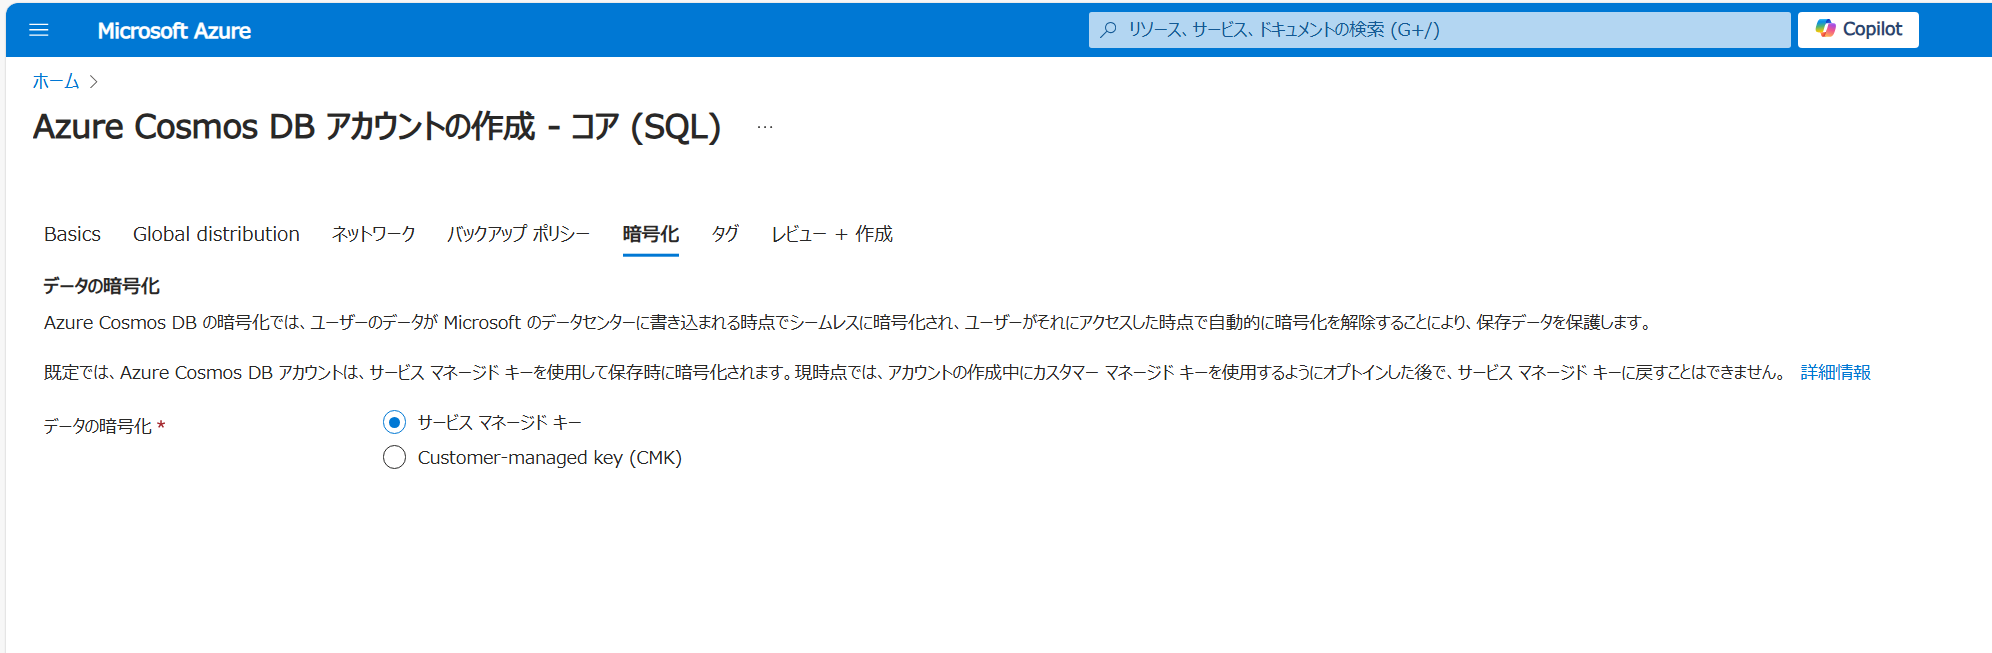 Microsoft Azure
リソース、サービス、ドキュメントの検索 (G+/)
Copilot
ホーム
Azure Cosmos DB アカウントの作成 - コア (SQL) ...
Basics Global distribution ネットワーク バックアップ ポリシー 暗号化 タグ レビュー + 作成
データの暗号化
Azure Cosmos DB の暗号化では、ユーザーのデータが Microsoft のデータセンターに書き込まれる時点でシームレスに暗号化され、ユーザーがそれにアクセスした時点で自動的に暗号化を解除することにより、保存データを保護します。
既定では、Azure Cosmos DB アカウントは、サービス マネージド キーを使用して保存時に暗号化されます。現時点では、アカウントの作成中にカスタマー マネージド キーを使用するようにオプトインした後で、サービス マネージド キーに戻すことはできません。 詳細情報
データの暗号化 *
サービス マネージド キー
Customer-managed key (CMK)